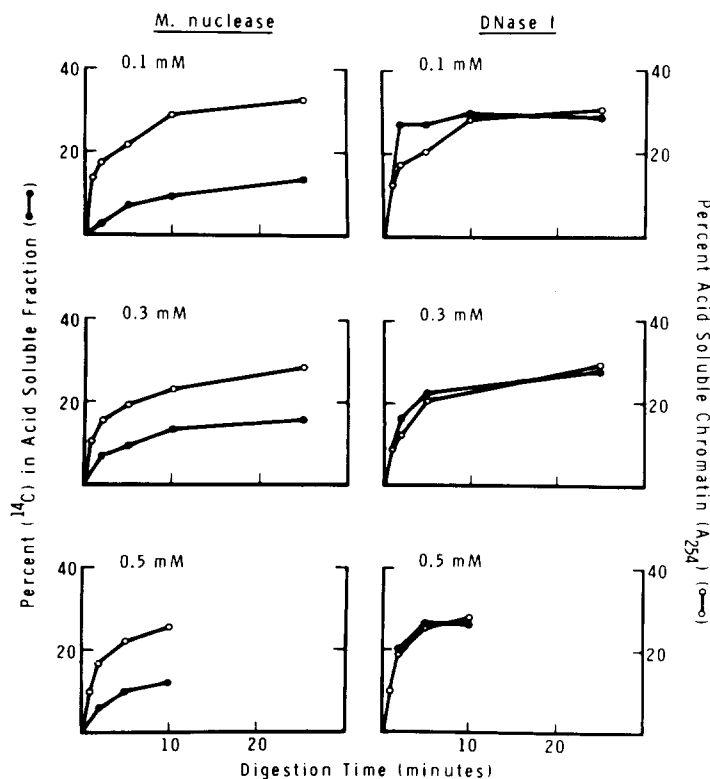 M. nuclease
DNase I
0.1 mM
0.1 mM
40
20
40
20
0.3 mM
0.3 mM
40
20
40
20
0.5 mM
0.5 mM
40
20
40
20
10
20
10
20
Digestion Time (minutes)
Percent (14C) in Acid Soluble Fraction (●—●)
Percent Acid Soluble Chromatin (A254) (○—○)